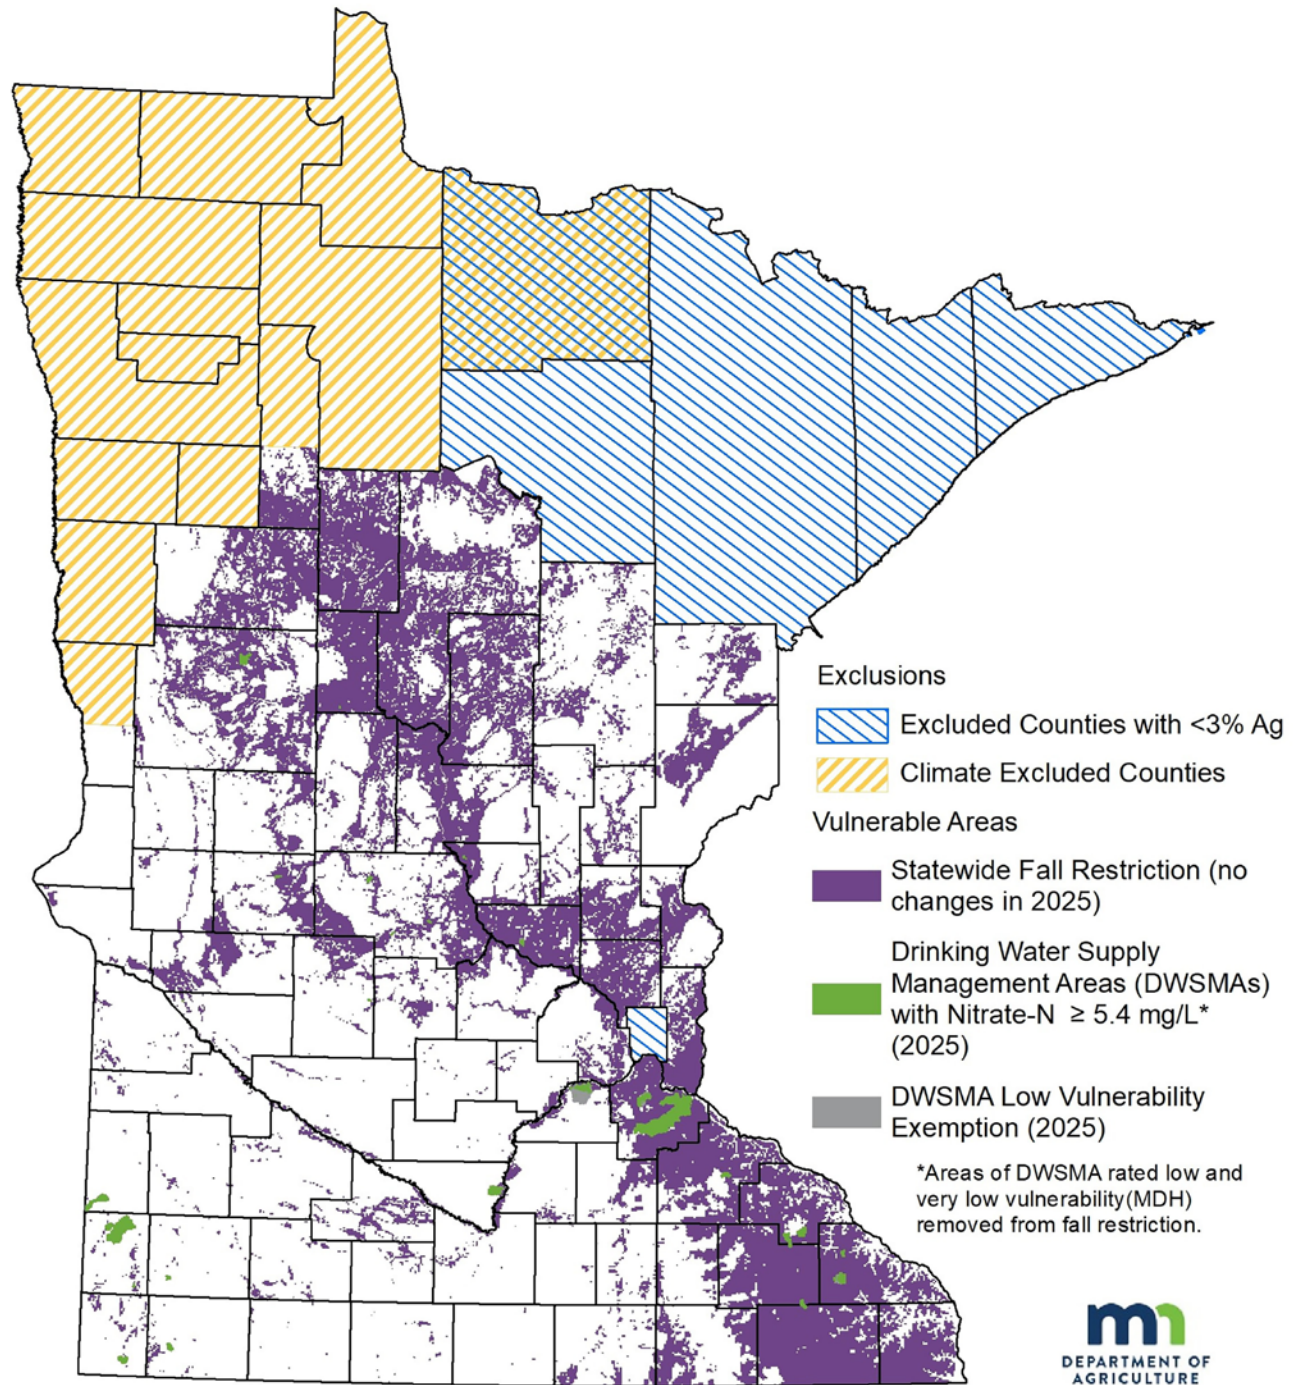 Exclusions
Excluded Counties with <3% Ag
Climate Excluded Counties
Vulnerable Areas
Statewide Fall Restriction (no
changes in 2025)
Drinking Water Supply
Management Areas (DWSMAs)
with Nitrate-N ≥ 5.4 mg/L*
(2025)
DWSMA Low Vulnerability
Exemption (2025)
*Areas of DWSMA rated low and
very low vulnerability(MDH)
removed from fall restriction.
mn
DEPARTMENT OF
AGRICULTURE